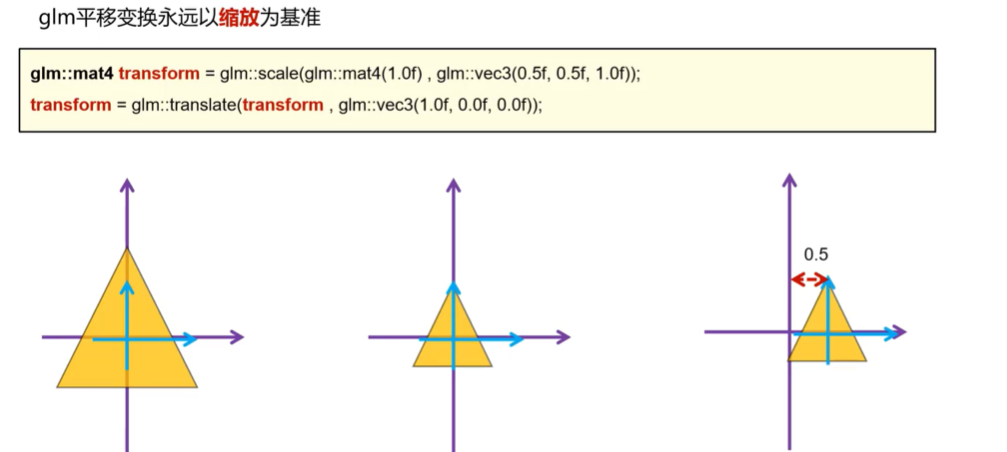 glm平移变换永远以缩放为基准
glm::mat4 transform = glm::scale(glm::mat4(1.0f) , glm::vec3(0.5f, 0.5f, 1.0f));
transform = glm::translate(transform , glm::vec3(1.0f, 0.0f, 0.0f));
0.5